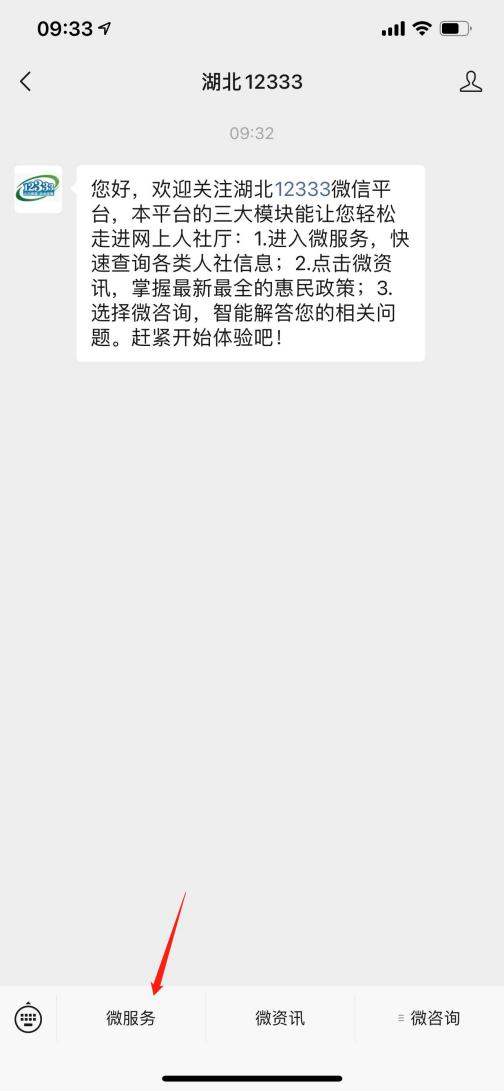 09:33
湖北12333
09:32
12333
您好，欢迎关注湖北12333微信平
台，本平台的三大模块能让您轻松
走进网上人社厅：1.进入微服务，快
速查询各类人社信息；2.点击微资
讯，掌握最新最全的惠民政策；3.
选择微咨询，智能解答您的相关问
题。赶紧开始体验吧！
微服务
微资讯
微咨询